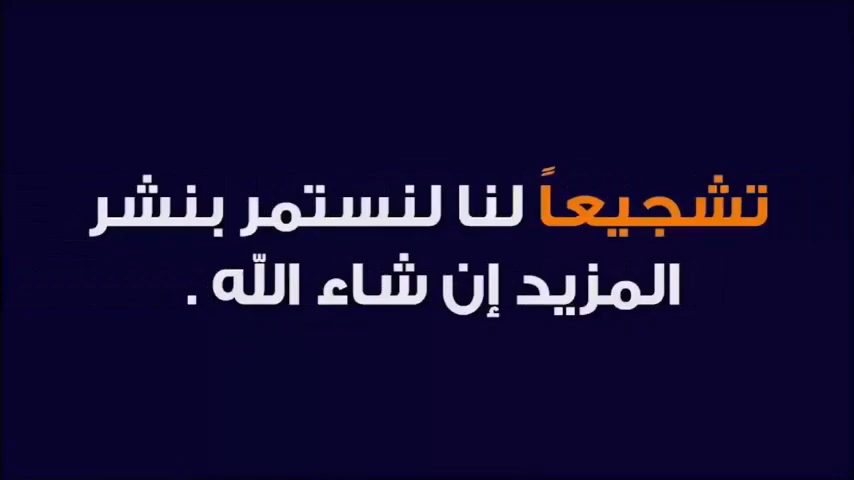 تشجيعاً لنا لنستمر بنشر
المزيد إن شاء الله .